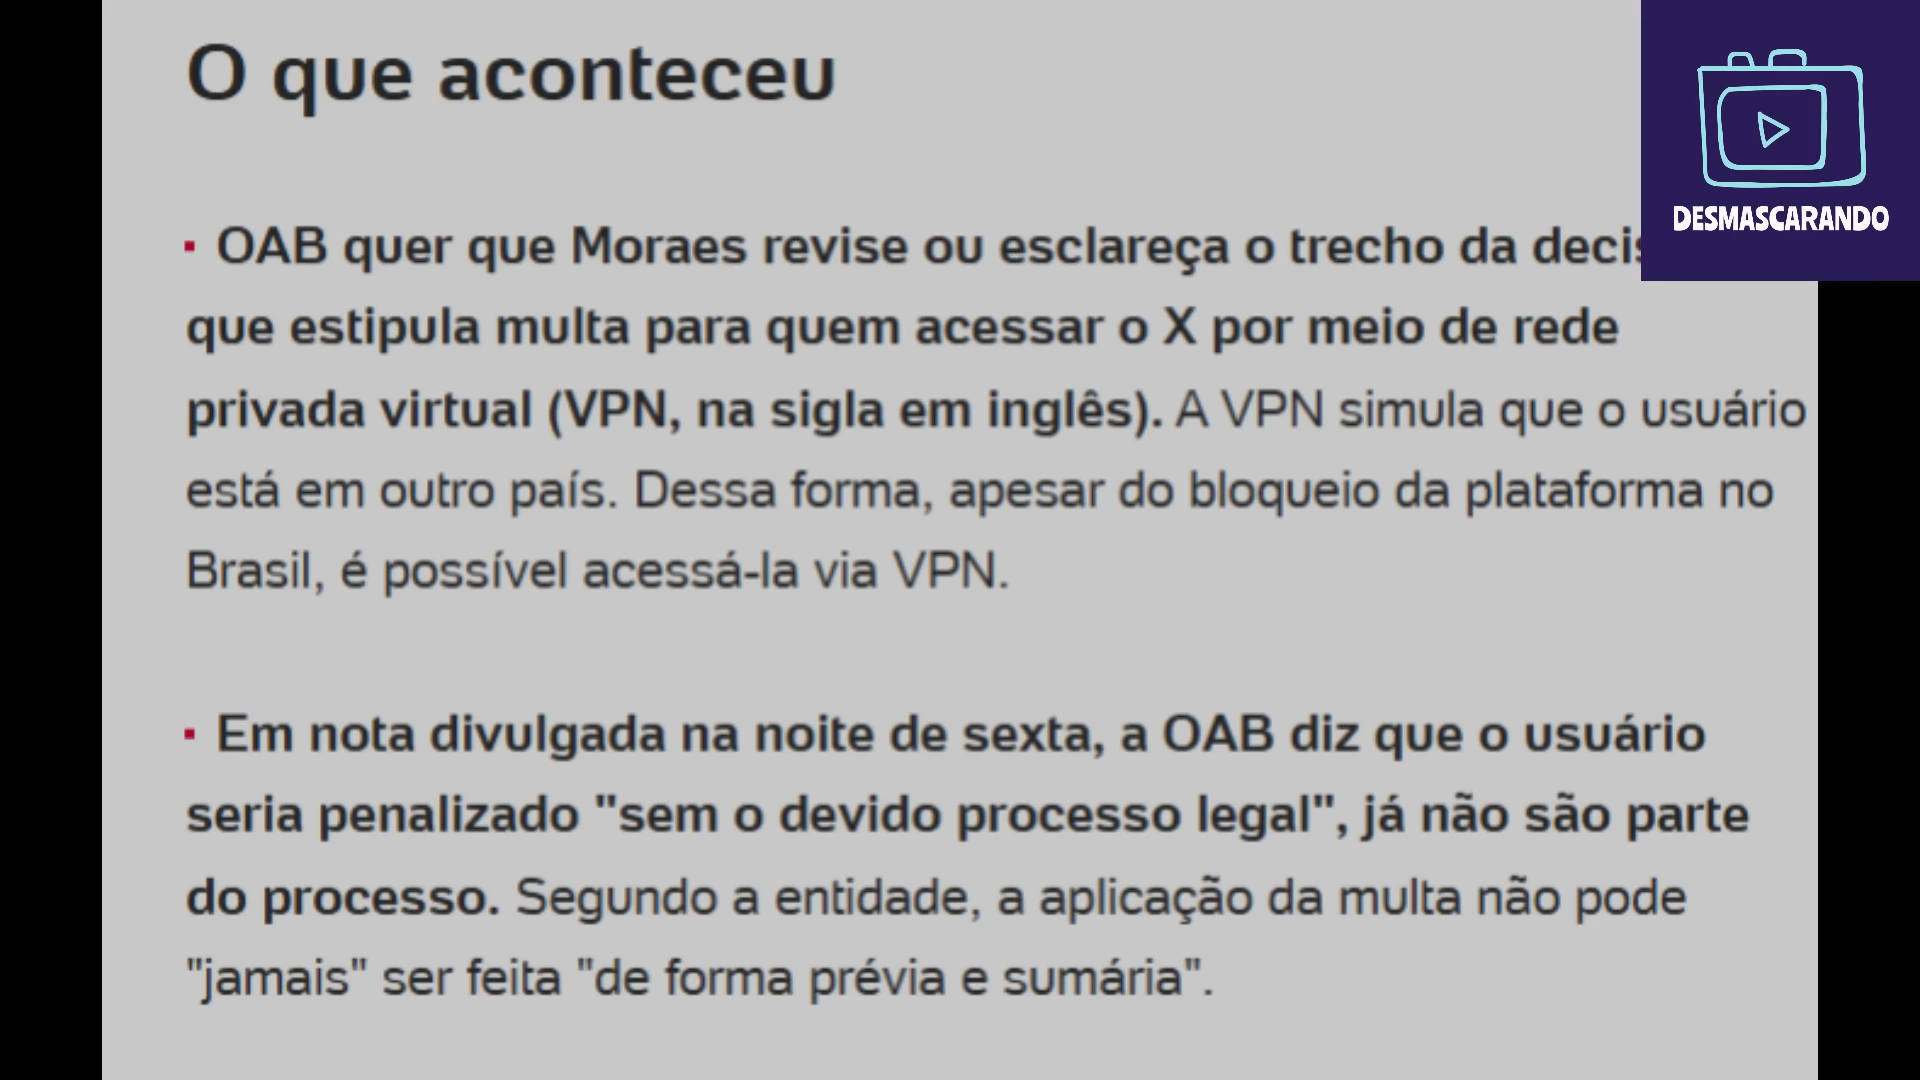 O que aconteceu
DESMASCARANDO
OAB quer que Moraes revise ou esclareça o trecho da
que estipula multa para quem acessar o X por meio de rede
privada virtual (VPN, na sigla em inglês). A VPN simula que o usuário
está em outro país. Dessa forma, apesar do bloqueio da plataforma no
Brasil, é possível acessá-la via VPN.
Em nota divulgada na noite de sexta, a OAB diz que o usuário
seria penalizado "sem o devido processo legal", já não são parte
do processo. Segundo a entidade, a aplicação da multa não pode
"jamais" ser feita "de forma prévia e sumária".